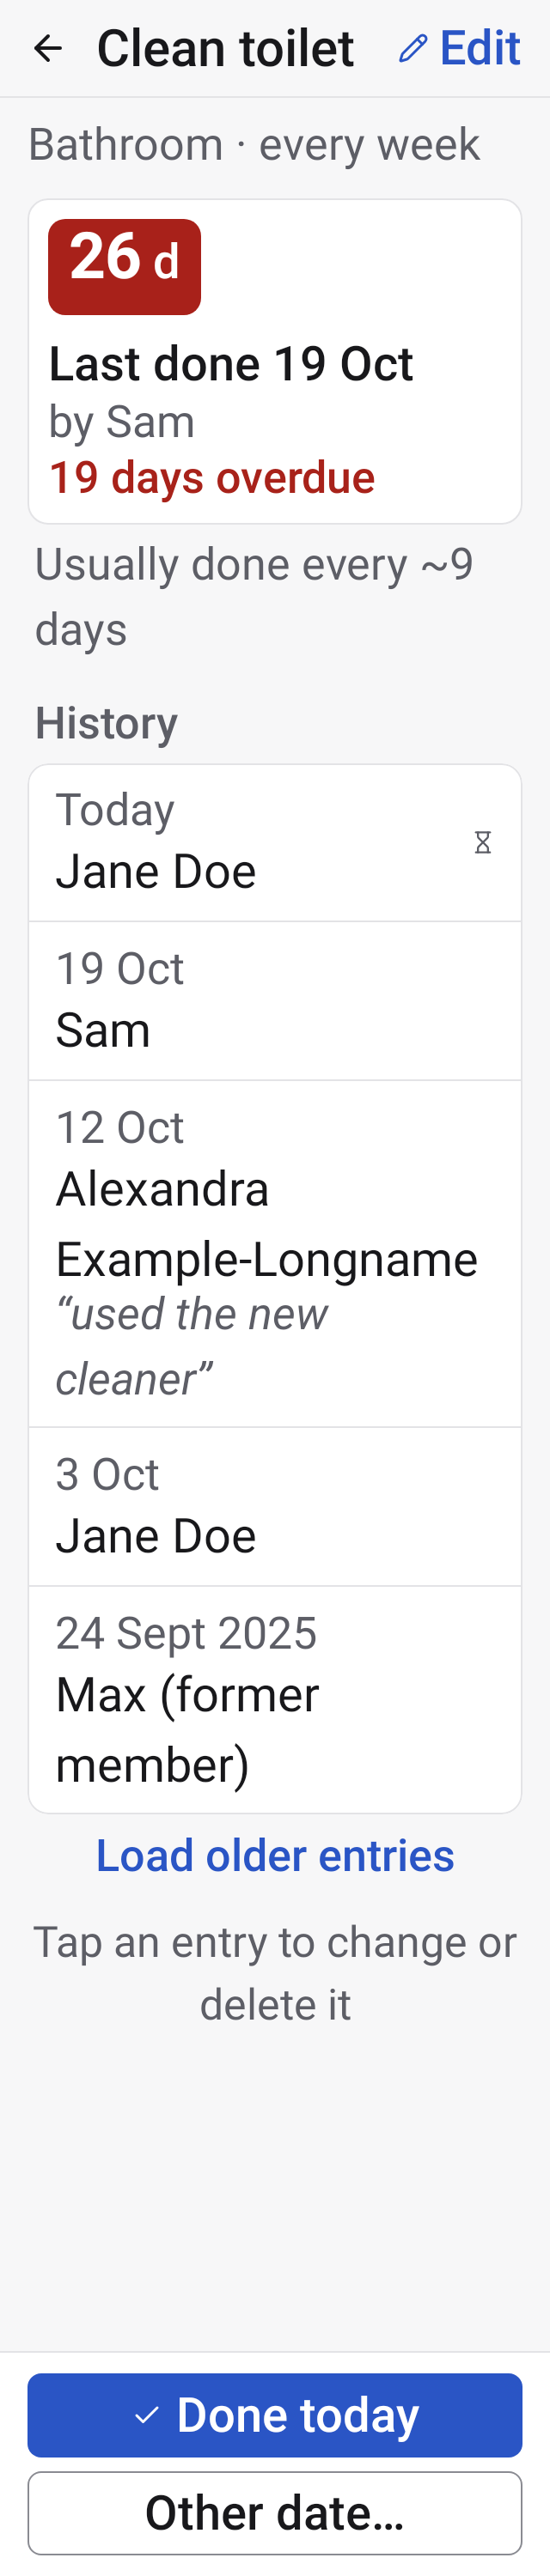 Clean toilet
Edit
Bathroom · every week
26 d
Last done 19 Oct
by Sam
19 days overdue
Usually done every ~9
days
History
Today
Jane Doe
19 Oct
Sam
12 Oct
Alexandra
Example-Longname
“used the new
cleaner”
3 Oct
Jane Doe
24 Sept 2025
Max (former
member)
Load older entries
Tap an entry to change or
delete it
Done today
Other date…